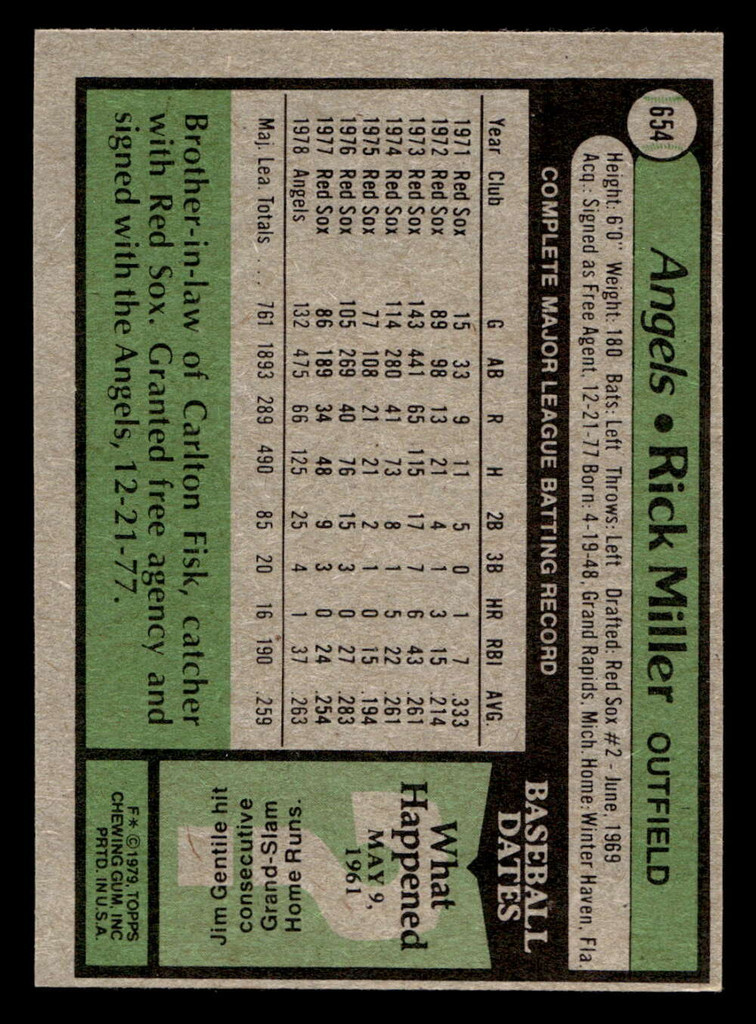 654
Angels • Rick Miller OUTFIELD
Height: 6'0" Weight: 180 Bats: Left Throws: Left Drafted: Red Sox #2 - June, 1969
Acq.: Signed as Free Agent, 12-21-77 Born: 4-19-48, Grand Rapids, Mich. Home: Winter Haven, Fla.
COMPLETE MAJOR LEAGUE BATTING RECORD
Year Club G AB R H 2B 3B HR RBI AVG.
1971 Red Sox 15 33 9 11 5 0 1 7 .333
1972 Red Sox 89 98 13 21 4 1 3 15 .214
1973 Red Sox 143 441 65 115 17 7 6 43 .261
1974 Red Sox 114 280 41 73 8 1 5 22 .261
1975 Red Sox 77 108 21 21 2 1 0 15 .194
1976 Red Sox 105 269 40 76 15 3 0 27 .283
1977 Red Sox 86 189 34 48 9 3 0 24 .254
1978 Angels 132 475 66 125 25 4 1 37 .263
Maj. Lea. Totals . . . 761 1893 289 490 85 20 16 190 .259
Brother-in-law of Carlton Fisk, catcher
with Red Sox. Granted free agency and
signed with the Angels, 12-21-77.
BASEBALL
DATES
What
Happened
MAY 9,
1961
Jim Gentile hit
consecutive
Grand-Slam
Home Runs.
F* © 1979, TOPPS
CHEWING GUM, INC
PRTD. IN U.S.A.